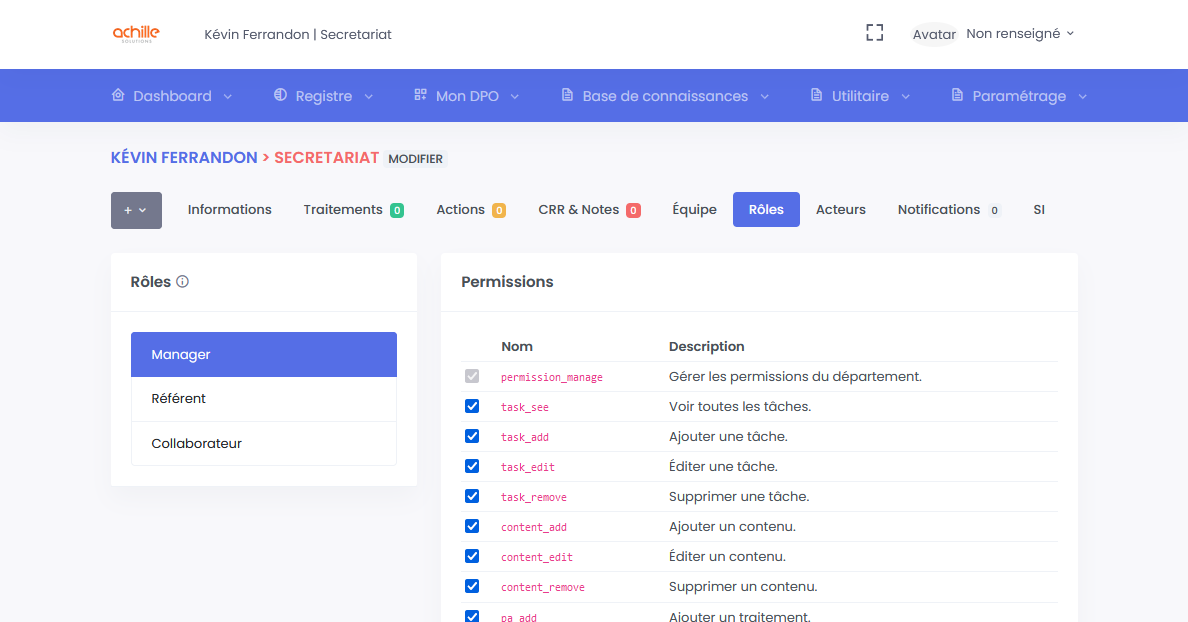 achille
SOLUTIONS
Kévin Ferrandon | Secretariat
Avatar Non renseigné
Dashboard Registre Mon DPO Base de connaissances Utilitaire Paramétrage
KÉVIN FERRANDON > SECRETARIAT MODIFIER
+ Informations Traitements 0 Actions 0 CRR & Notes 0 Équipe Rôles Acteurs Notifications 0 SI
Rôles
Manager
Référent
Collaborateur
Permissions
Nom Description
permission_manage Gérer les permissions du département.
task_see Voir toutes les tâches.
task_add Ajouter une tâche.
task_edit Éditer une tâche.
task_remove Supprimer une tâche.
content_add Ajouter un contenu.
content_edit Éditer un contenu.
content_remove Supprimer un contenu.
pa_add Ajouter un traitement.